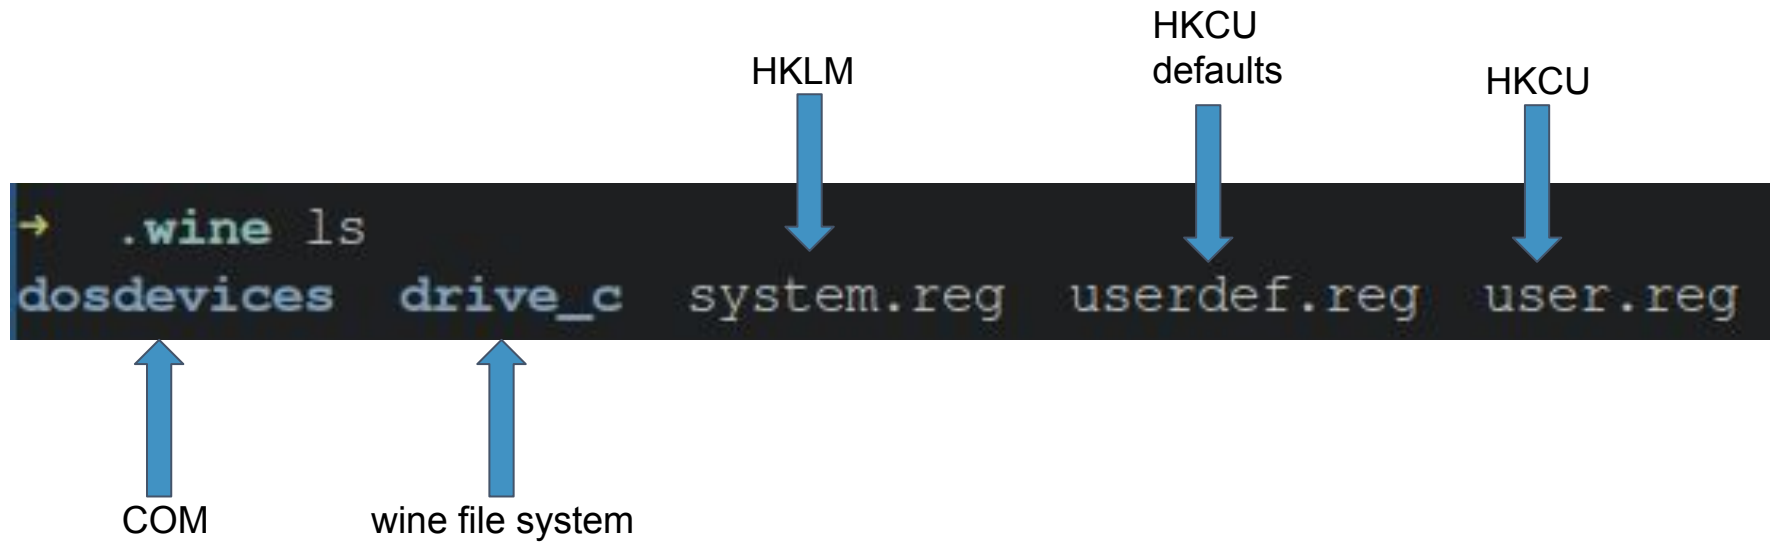 HKLM
HKCU
defaults
HKCU
→ .wine ls
dosdevices drive_c system.reg userdef.reg user.reg
COM
wine file system